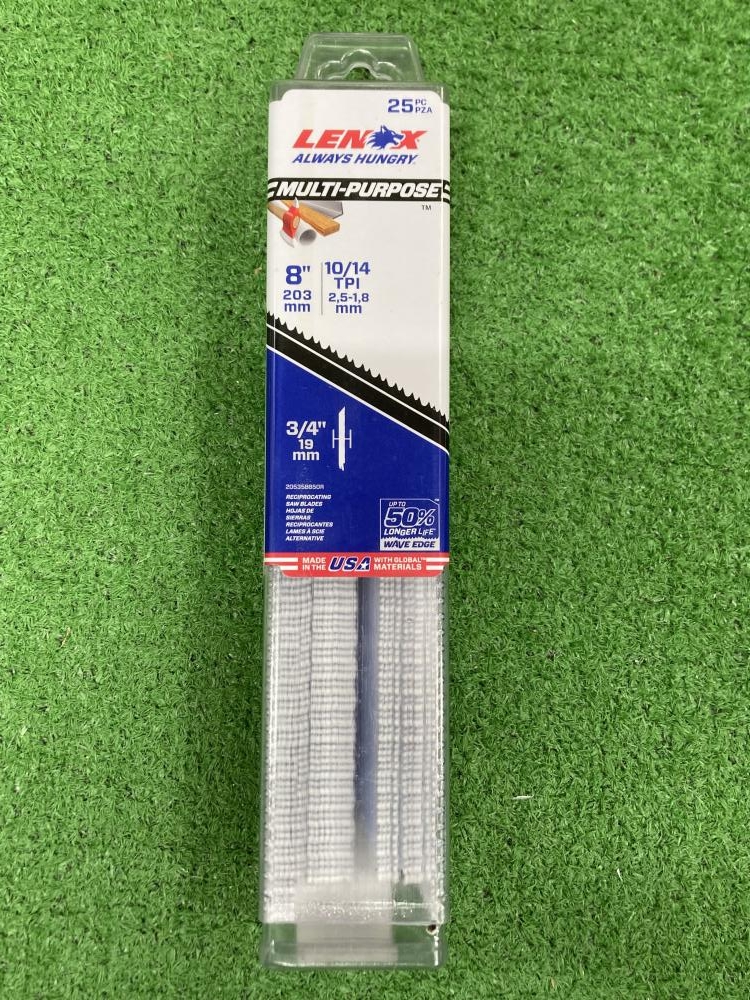 25 PC
PZA
LENOX
ALWAYS HUNGRY
MULTI-PURPOSE
TM
8"
203
mm
10/14
TPI
2,5-1,8
mm
3/4"
19
mm
20535B850R
RECIPROCATING
SAW BLADES
HOJAS DE
SIERRAS
RECIPROCANTES
LAMES À SCIE
ALTERNATIVE
UP TO
50%
LONGER LIFE
WAVE EDGE
MADE
IN THE
USA
WITH GLOBAL
MATERIALS